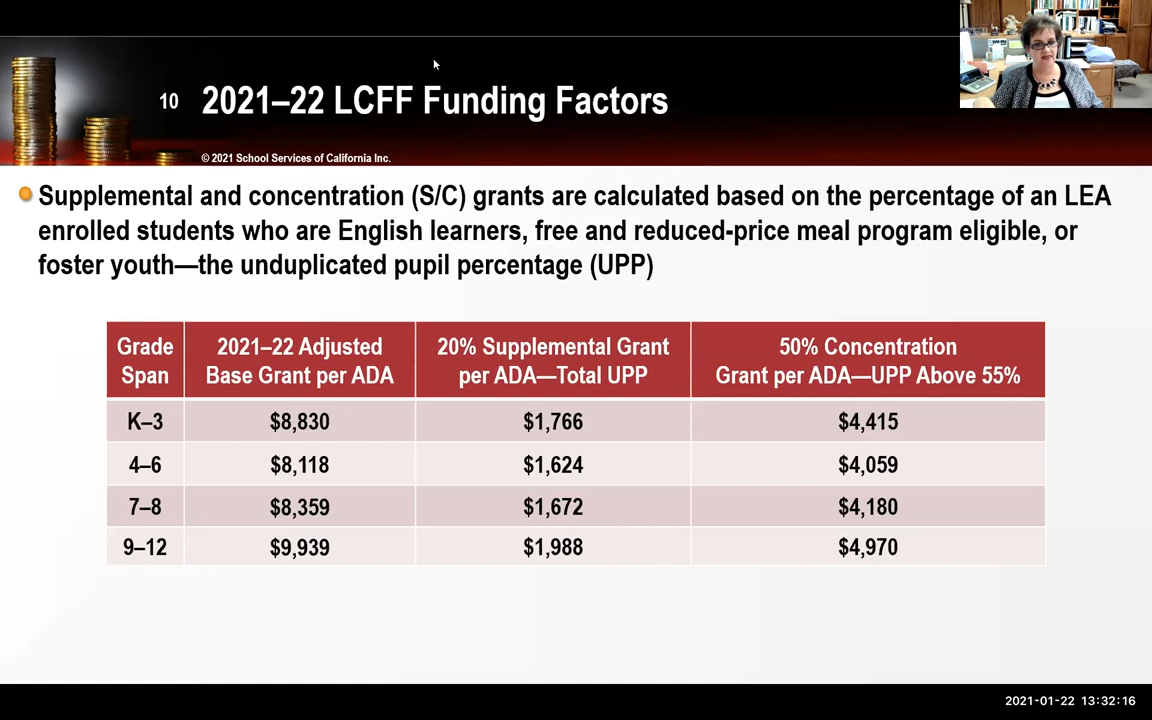 10 2021–22 LCFF Funding Factors
© 2021 School Services of California Inc.
Supplemental and concentration (S/C) grants are calculated based on the percentage of an LEA
enrolled students who are English learners, free and reduced-price meal program eligible, or
foster youth—the unduplicated pupil percentage (UPP)
Grade Span 2021–22 Adjusted Base Grant per ADA 20% Supplemental Grant per ADA—Total UPP 50% Concentration Grant per ADA—UPP Above 55%
K–3 $8,830 $1,766 $4,415
4–6 $8,118 $1,624 $4,059
7–8 $8,359 $1,672 $4,180
9–12 $9,939 $1,988 $4,970
2021-01-22 13:32:16